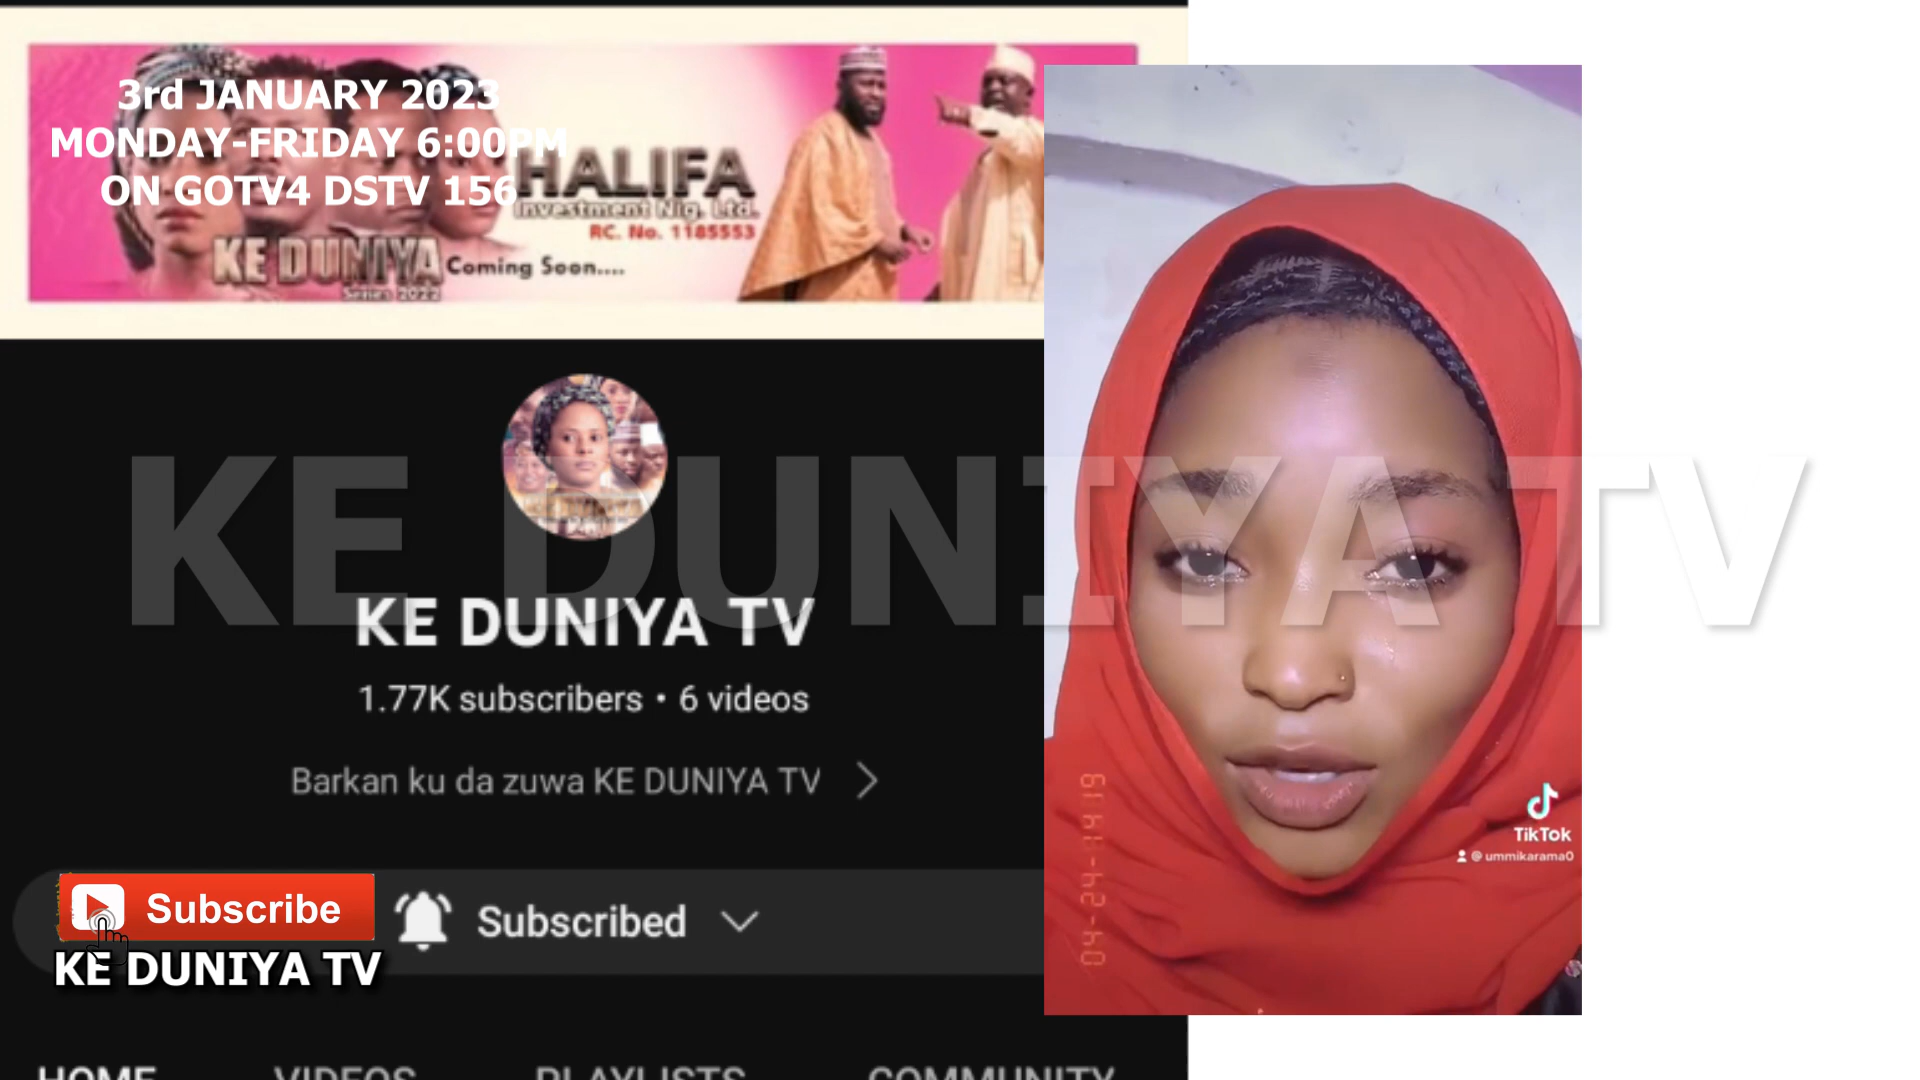 3rd JANUARY 2023
MONDAY-FRIDAY 6:00PM
ON GOTV4 DSTV 156
HALIFA
Investment Nig. Ltd.
RC. No. 1185553
KE DUNIYA Coming Soon....
Series 2022
KE DUNIYA TV
KE DUNIYA TV
1.77K subscribers • 6 videos
Barkan ku da zuwa KE DUNIYA TV
Subscribe
Subscribed
KE DUNIYA TV
HOME VIDEOS PLAYLISTS COMMUNITY
TikTok
@ummikarama0